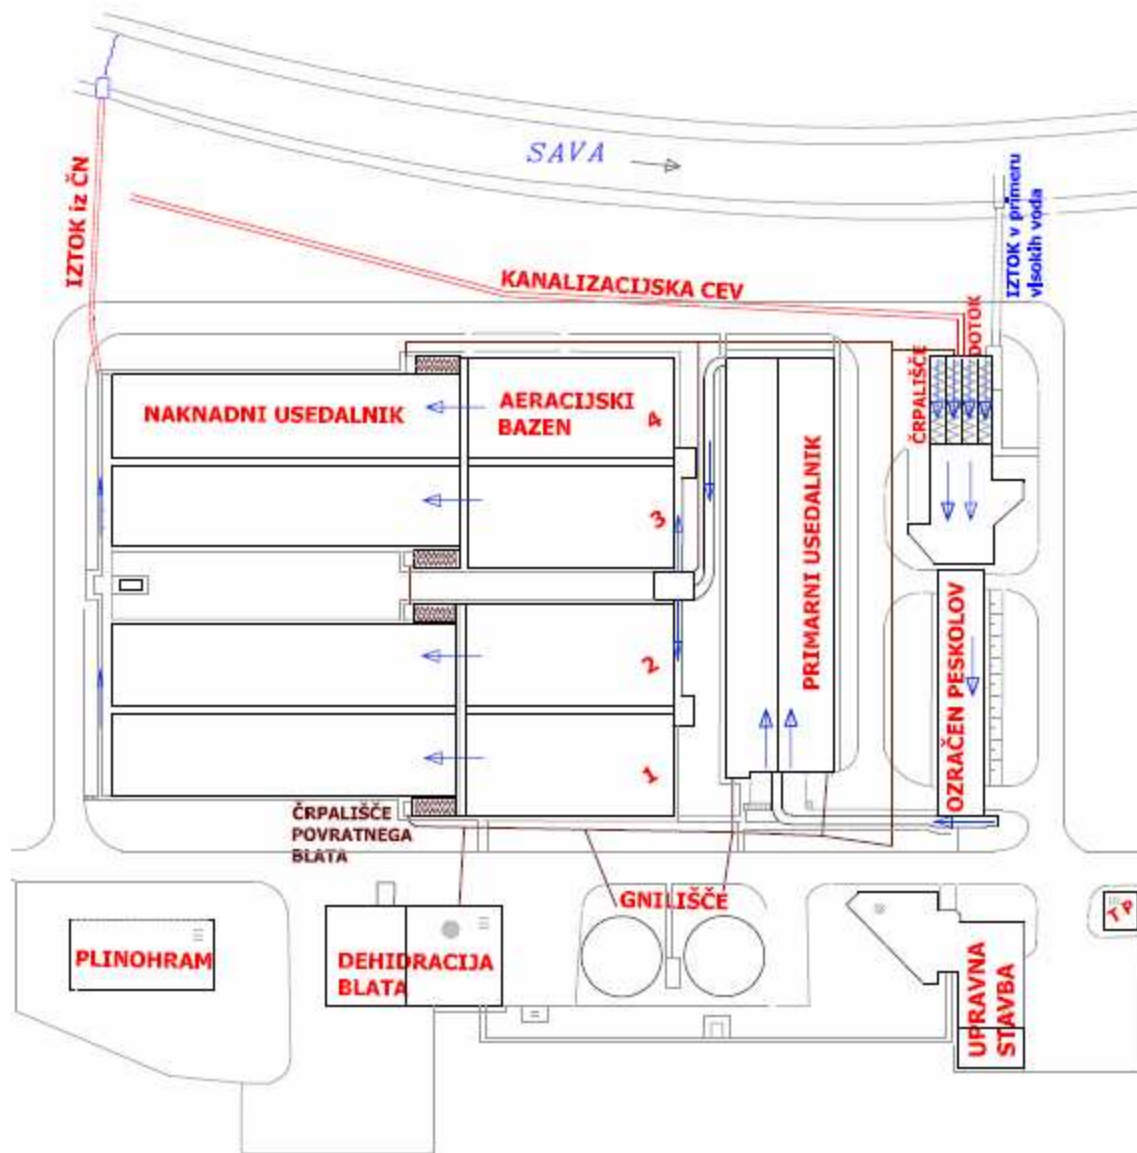 SAVA
IZTOK iz ČN
IZTOK v primeru
visokih voda
KANALIZACIJSKA CEV
DOTOK
ČRPALIŠČE
NAKNADNI USEDALNIK
AERACIJSKI
BAZEN
4
3
2
1
PRIMARNI USEDALNIK
OZRAČEN PESKOLOV
ČRPALIŠČE
POVRATNEGA
BLATA
GNILIŠČE
PLINOHRAM
DEHIDRACIJA
BLATA
UPRAVNA
STAVBA
TP